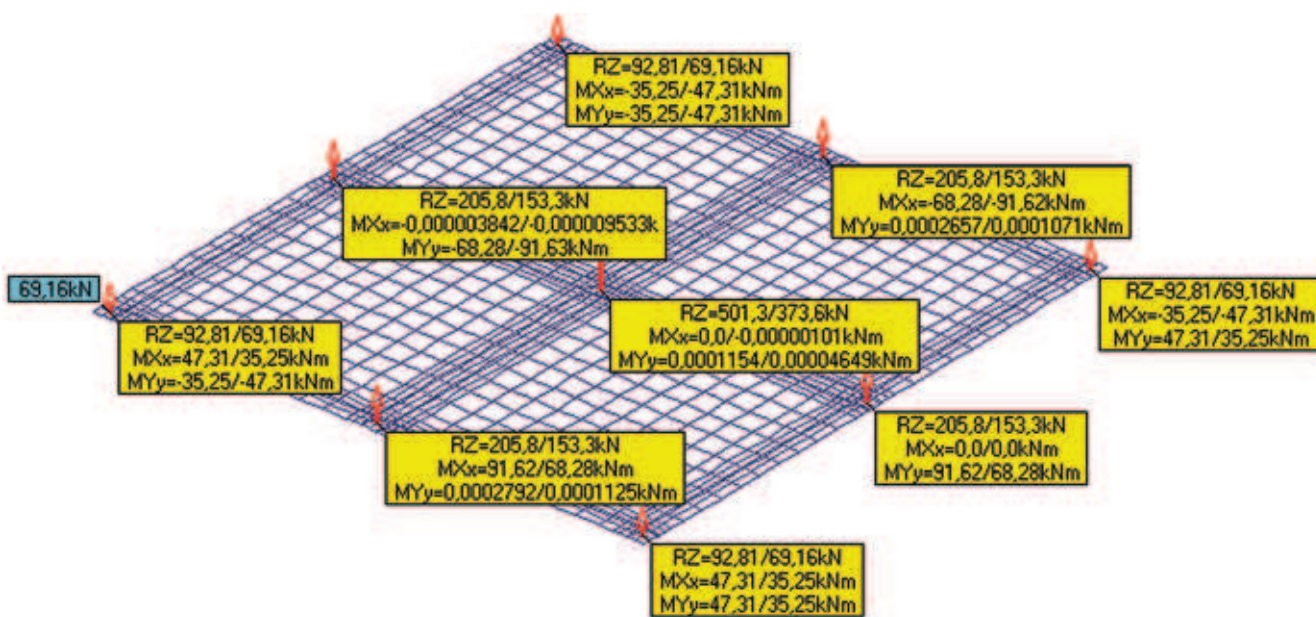 RZ=92,81/69,16kN
MXx=-35,25/-47,31kNm
MYy=-35,25/-47,31kNm
RZ=205,8/153,3kN
MXx=-68,28/-91,62kNm
MYy=0,0002657/0,0001071kNm
RZ=205,8/153,3kN
MXx=-0,000003842/-0,000009533k
MYy=-68,28/-91,63kNm
69,16kN
RZ=92,81/69,16kN
MXx=47,31/35,25kNm
MYy=-35,25/-47,31kNm
RZ=501,3/373,6kN
MXx=0,0/-0,00000101kNm
MYy=0,0001154/0,00004649kNm
RZ=92,81/69,16kN
MXx=-35,25/-47,31kNm
MYy=47,31/35,25kNm
RZ=205,8/153,3kN
MXx=91,62/68,28kNm
MYy=0,0002792/0,0001125kNm
RZ=205,8/153,3kN
MXx=0,0/0,0kNm
MYy=91,62/68,28kNm
RZ=92,81/69,16kN
MXx=47,31/35,25kNm
MYy=47,31/35,25kNm